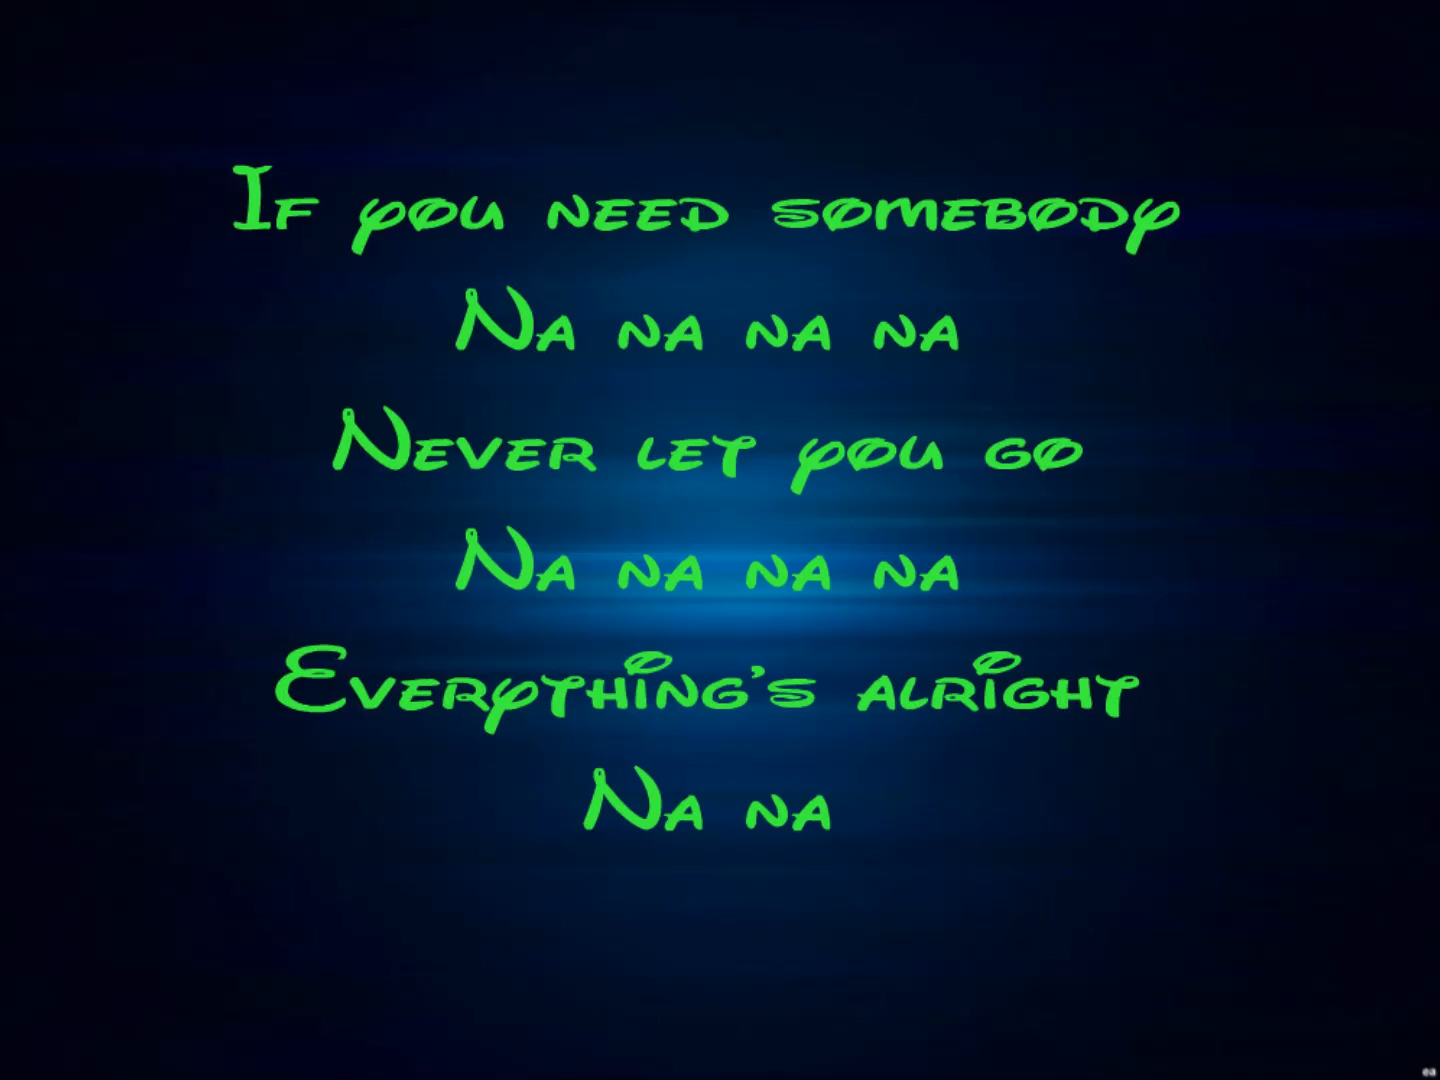 If you need somebody
Na na na na
Never let you go
Na na na na
Everything's alright
Na na
ea